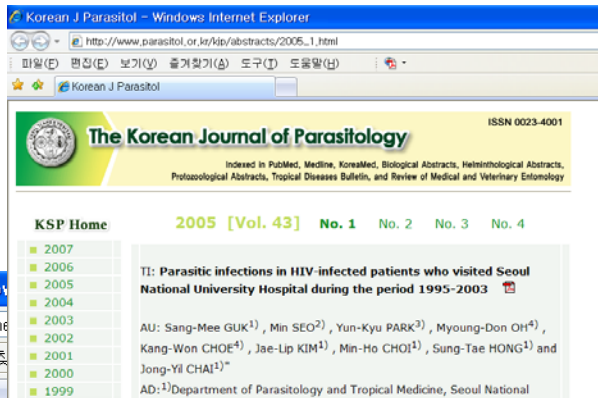 Korean J Parasitol - Windows Internet Explorer
http://www.parasitol.or.kr/kjp/abstracts/2005_1.html
파일(F) 편집(E) 보기(V) 즐겨찾기(A) 도구(T) 도움말(H)
Korean J Parasitol
ISSN 0023-4001
The Korean Journal of Parasitology
Indexed in PubMed, Medline, KoreaMed, Biological Abstracts, Helminthological Abstracts,
Protozoological Abstracts, Tropical Diseases Bulletin, and Review of Medical and Veterinary Entomology
KSP Home
2005 [Vol. 43] No. 1 No. 2 No. 3 No. 4
2007
2006
2005
2004
2003
2002
2001
2000
1999
TI: Parasitic infections in HIV-infected patients who visited Seoul
National University Hospital during the period 1995-2003
AU: Sang-Mee GUK1) , Min SEO2) , Yun-Kyu PARK3) , Myoung-Don OH4) ,
Kang-Won CHOE4) , Jae-Lip KIM1) , Min-Ho CHOI1) , Sung-Tae HONG1) and
Jong-Yil CHAI1)*
AD:1)Department of Parasitology and Tropical Medicine, Seoul National